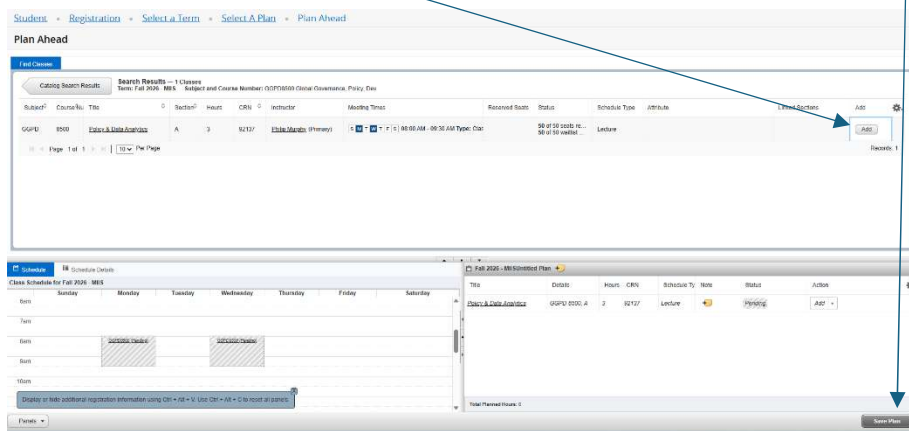 Student • Registration • Select a Term • Select A Plan • Plan Ahead
Plan Ahead
Find Classes
Catalog Search Results
Search Results — 1 Classes
Term: Fall 2026 - MIIS Subject and Course Number: GGPD8500 Global Governance, Policy, Dev
Subject Course Nu Title Section Hours CRN Instructor Meeting Times Reserved Seats Status Schedule Type Attribute Linked Sections Add
GGPD 8500 Policy & Data Analytics A 3 92137 Philip Murphy (Primary) S M T W T F S 08:00 AM - 09:30 AM Type: Clas 50 of 50 seats re... Lecture Add
50 of 50 waitlist ...
Page 1 of 1 10 Per Page Records: 1
Schedule Schedule Details
Class Schedule for Fall 2026 - MIIS
Sunday Monday Tuesday Wednesday Thursday Friday Saturday
6am
7am
8am
9am
10am
Display or hide additional registration information using Ctrl + Alt + V. Use Ctrl + Alt + C to reset all panels.
Fall 2026 - MIIS Untitled Plan
Title Details Hours CRN Schedule Ty Note Status Action
Policy & Data Analytics GGPD 8500, A 3 92137 Lecture Pending Add
Total Planned Hours:
Panels
Save Plan